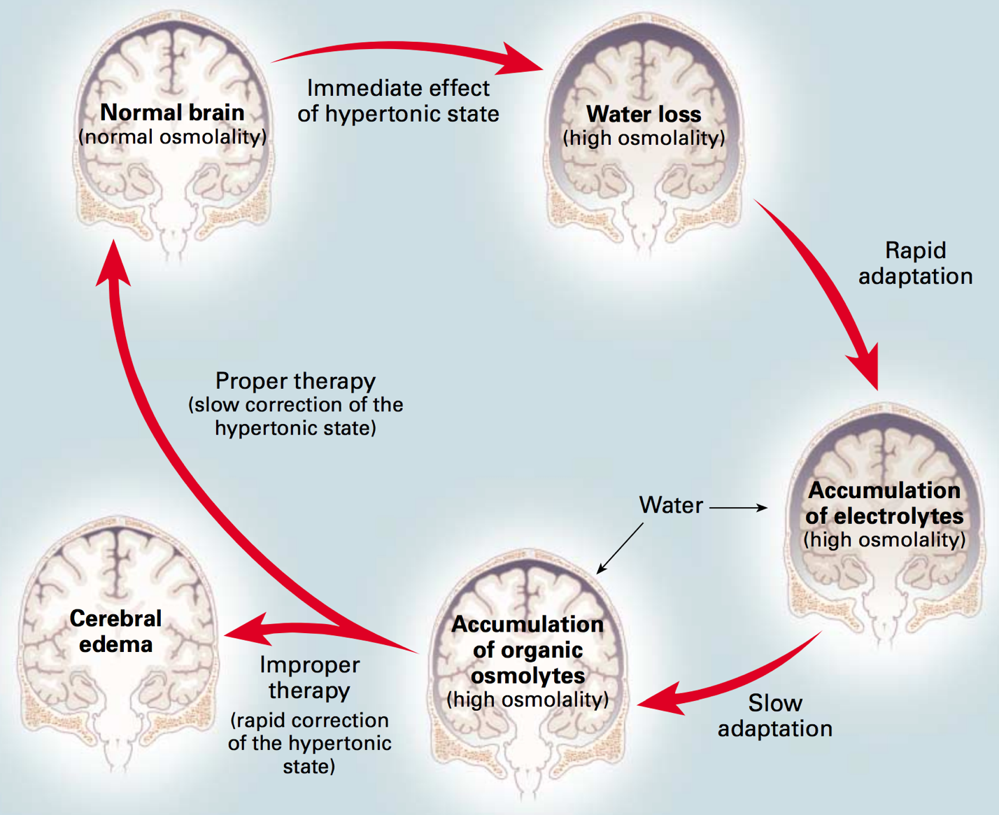 Normal brain
(normal osmolality)
Immediate effect
of hypertonic state
Water loss
(high osmolality)
Rapid
adaptation
Accumulation
of electrolytes
(high osmolality)
Water
Slow
adaptation
Accumulation
of organic
osmolytes
(high osmolality)
Proper therapy
(slow correction of the
hypertonic state)
Improper
therapy
(rapid correction
of the hypertonic
state)
Cerebral
edema